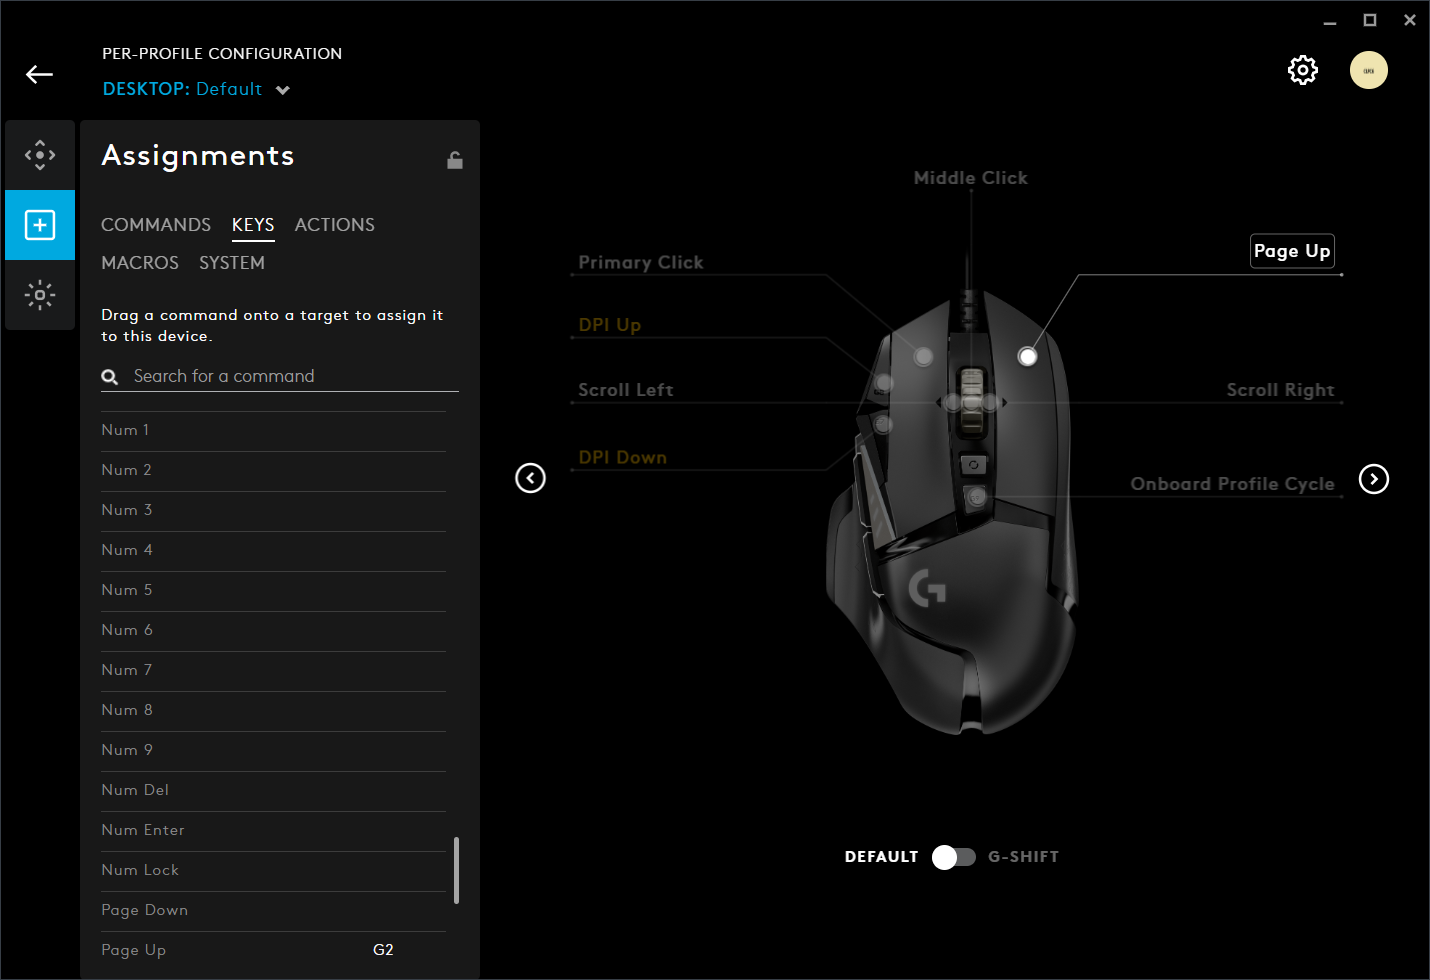 PER-PROFILE CONFIGURATION
DESKTOP: Default
Assignments
COMMANDS KEYS ACTIONS
MACROS SYSTEM
Drag a command onto a target to assign it
to this device.
Search for a command
Num 1
Num 2
Num 3
Num 4
Num 5
Num 6
Num 7
Num 8
Num 9
Num Del
Num Enter
Num Lock
Page Down
Page Up G2
Middle Click
Primary Click
Page Up
DPI Up
Scroll Left
Scroll Right
DPI Down
Onboard Profile Cycle
DEFAULT G-SHIFT